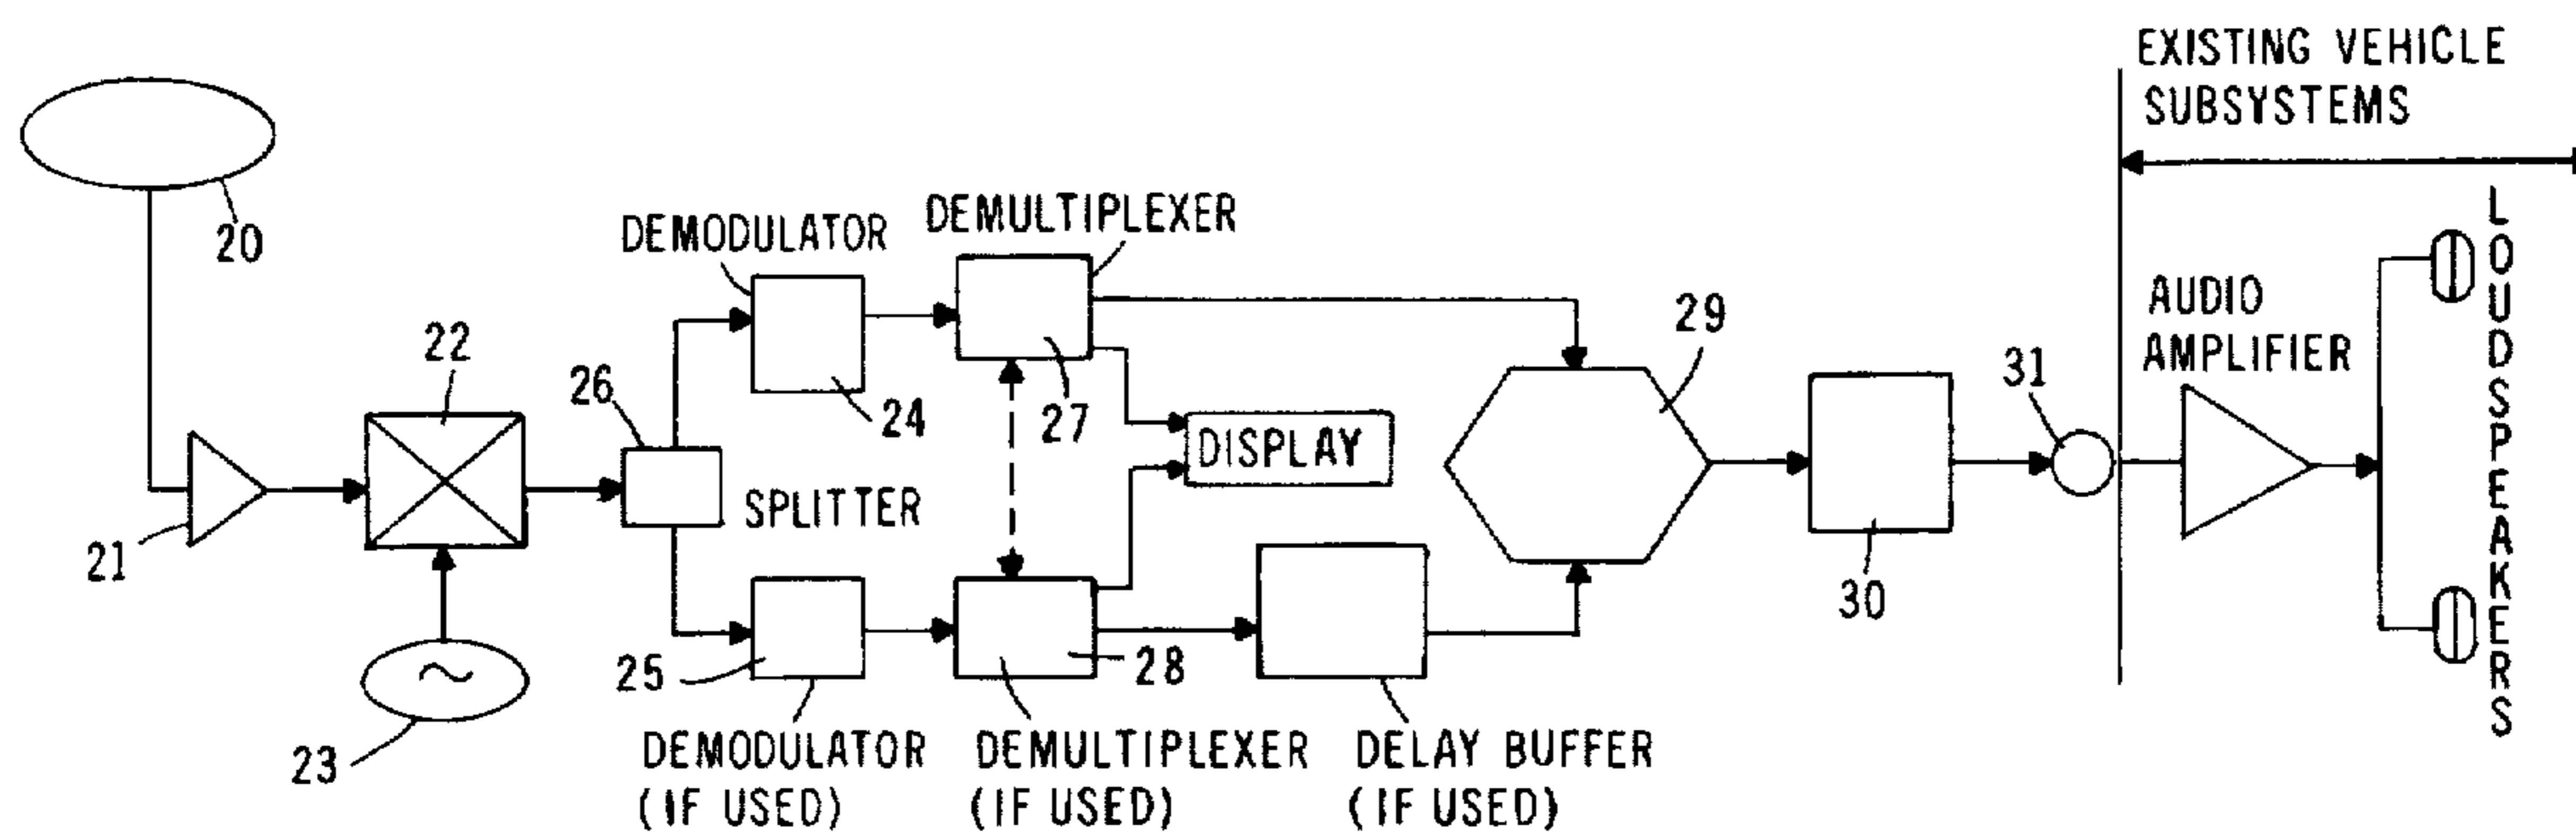 EXISTING VEHICLE
SUBSYSTEMS
20
DEMODULATOR
DEMULTIPLEXER
LOUDSPEAKERS
22
26
24
27
DISPLAY
29
31
AUDIO
AMPLIFIER
21
SPLITTER
30
23
25
28
DEMODULATOR
(IF USED)
DEMULTIPLEXER
(IF USED)
DELAY BUFFER
(IF USED)